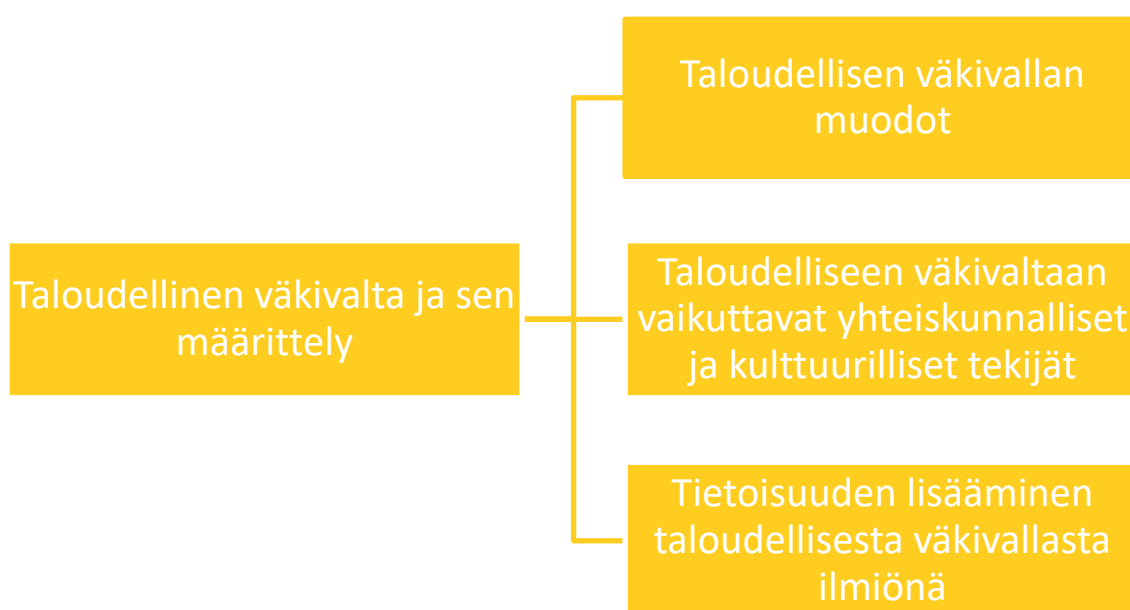 Taloudellisen väkivallan
muodot
Taloudellinen väkivalta ja sen
määrittely
Taloudelliseen väkivaltaan
vaikuttavat yhteiskunnalliset
ja kulttuurilliset tekijät
Tietoisuuden lisääminen
taloudellisesta väkivallasta
ilmiönä